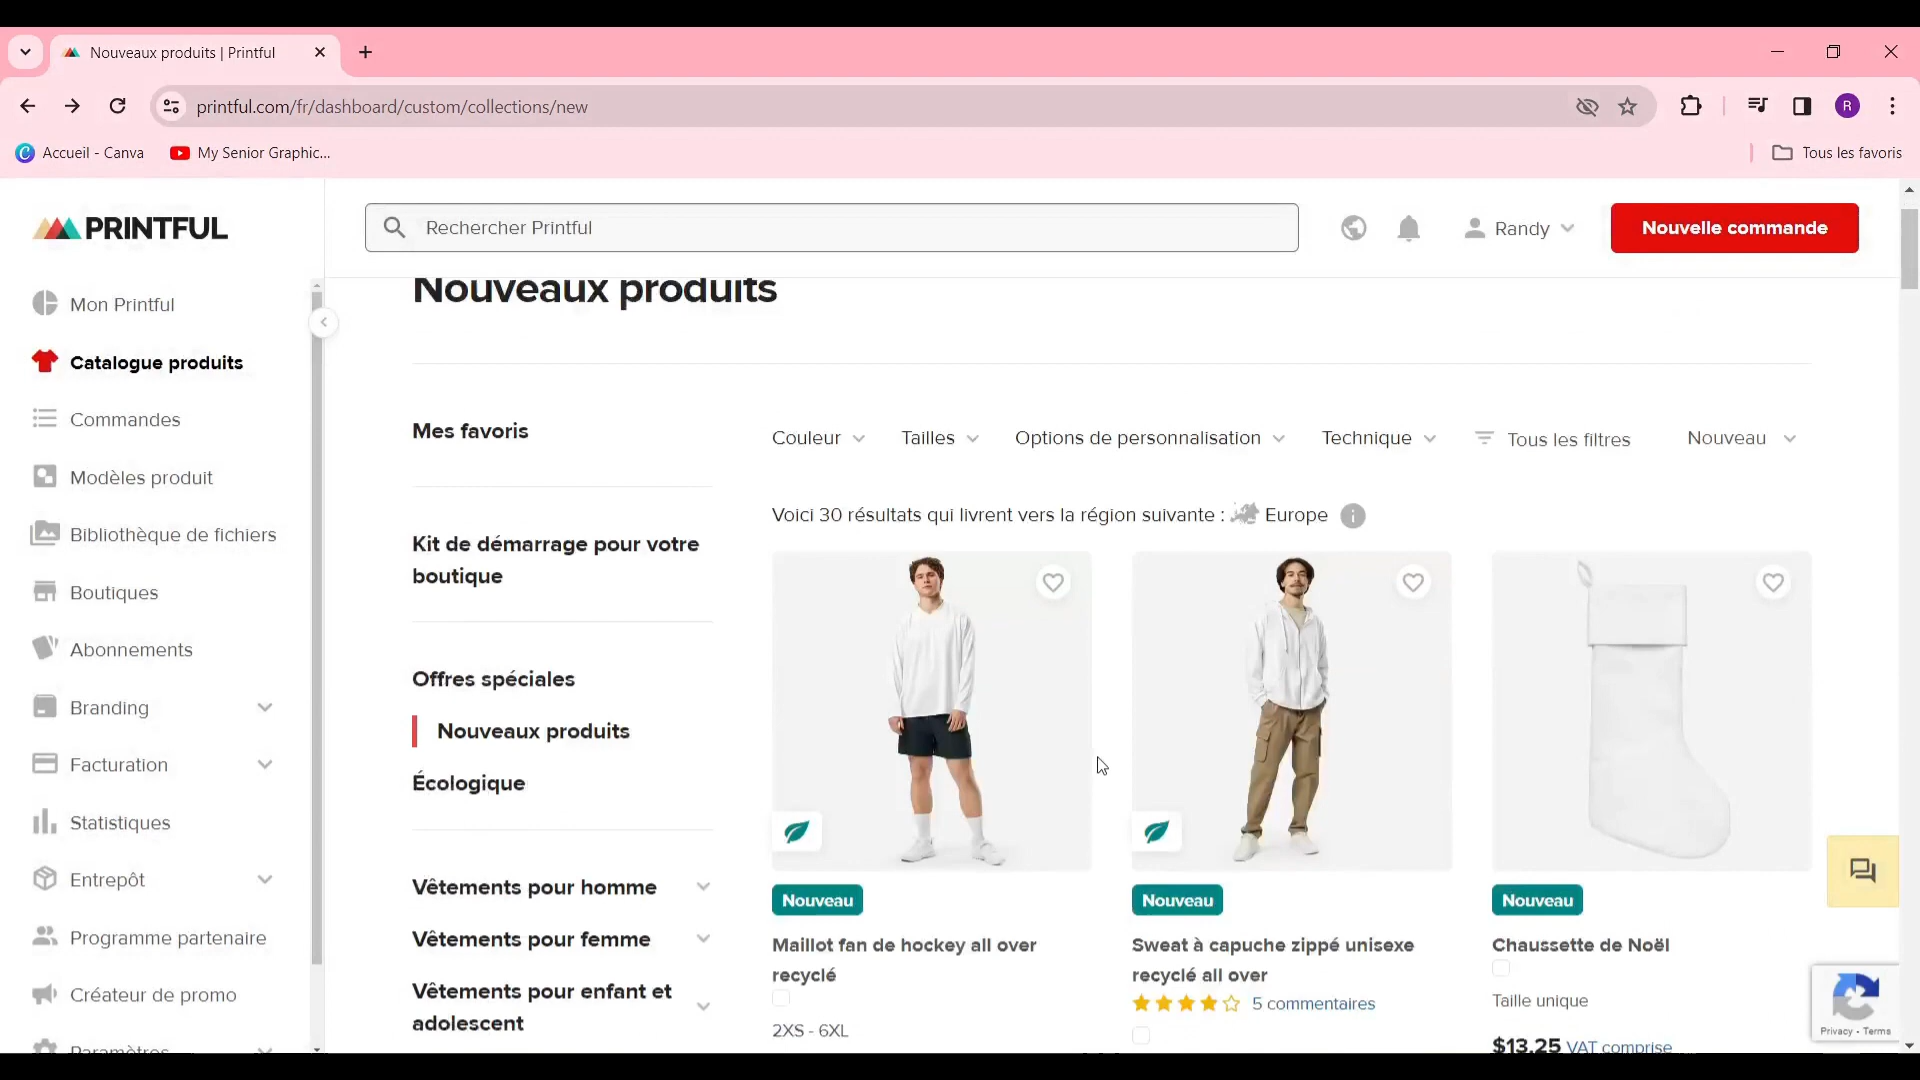 Nouveaux produits | Printful
printful.com/fr/dashboard/custom/collections/new
R
Accueil - Canva
My Senior Graphic...
Tous les favoris
PRINTFUL
Rechercher Printful
Randy
Nouvelle commande
Mon Printful
Catalogue produits
Commandes
Modèles produit
Bibliothèque de fichiers
Boutiques
Abonnements
Branding
Facturation
Statistiques
Entrepôt
Programme partenaire
Créateur de promo
Paramètres
Nouveaux produits
Mes favoris
Kit de démarrage pour votre
boutique
Offres spéciales
Nouveaux produits
Écologique
Vêtements pour homme
Vêtements pour femme
Vêtements pour enfant et
adolescent
Couleur
Tailles
Options de personnalisation
Technique
Tous les filtres
Nouveau
Voici 30 résultats qui livrent vers la région suivante :
Europe
Nouveau
Maillot fan de hockey all over
recyclé
2XS - 6XL
Nouveau
Sweat à capuche zippé unisexe
recyclé all over
5 commentaires
Nouveau
Chaussette de Noël
Taille unique
$13.25 VAT comprise
Privacy - Terms